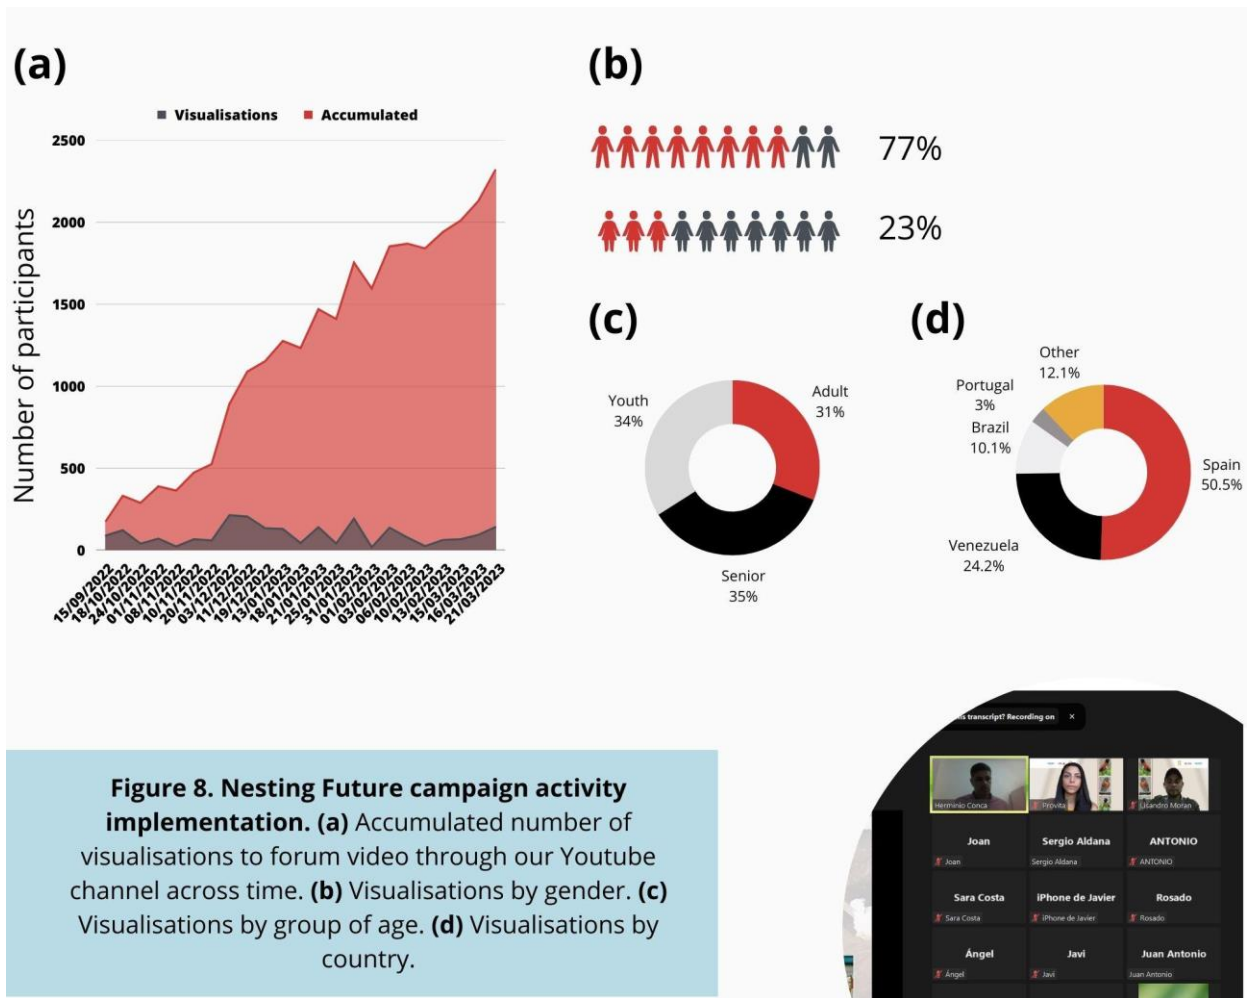 (a)
Visualisations
Accumulated
Number of participants
2500
2000
1500
1000
500
0
15/09/2022
18/10/2022
24/10/2022
01/11/2022
08/11/2022
10/11/2022
20/11/2022
03/12/2022
11/12/2022
19/12/2022
13/01/2023
18/01/2023
21/01/2023
25/01/2023
31/01/2023
01/02/2023
03/02/2023
06/02/2023
10/02/2023
13/02/2023
15/03/2023
16/03/2023
21/03/2023
(b)
77%
23%
(c)
Adult
31%
Senior
35%
Youth
34%
(d)
Other
12.1%
Portugal
3%
Brazil
10.1%
Spain
50.5%
Venezuela
24.2%
Figure 8. Nesting Future campaign activity
implementation. (a) Accumulated number of
visualisations to forum video through our Youtube
channel across time. (b) Visualisations by gender. (c)
Visualisations by group of age. (d) Visualisations by
country.
transcript? Recording on
Herminio Conca
Provita
Lisandro Moran
Joan
Sergio Aldana
ANTONIO
Joan
Sergio Aldana
ANTONIO
Sara Costa
iPhone de Javier
Rosado
Sara Costa
iPhone de Javier
Rosado
Ángel
Javi
Juan Antonio
Ángel
Javi
Juan Antonio